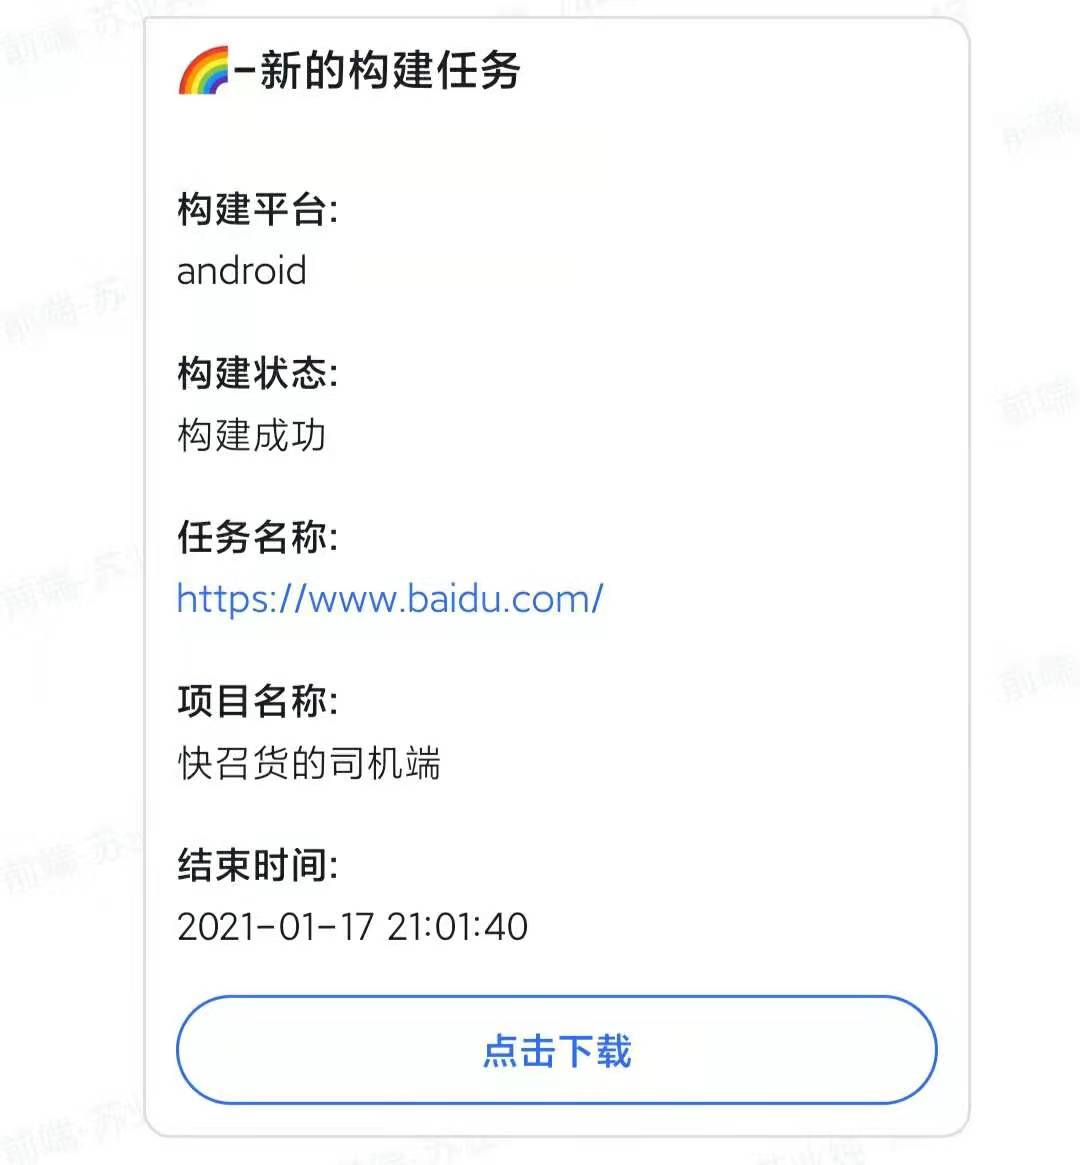 -新的构建任务
构建平台:
android
构建状态:
构建成功
任务名称:
https://www.baidu.com/
项目名称:
快召货的司机端
结束时间:
2021-01-17 21:01:40
点击下载